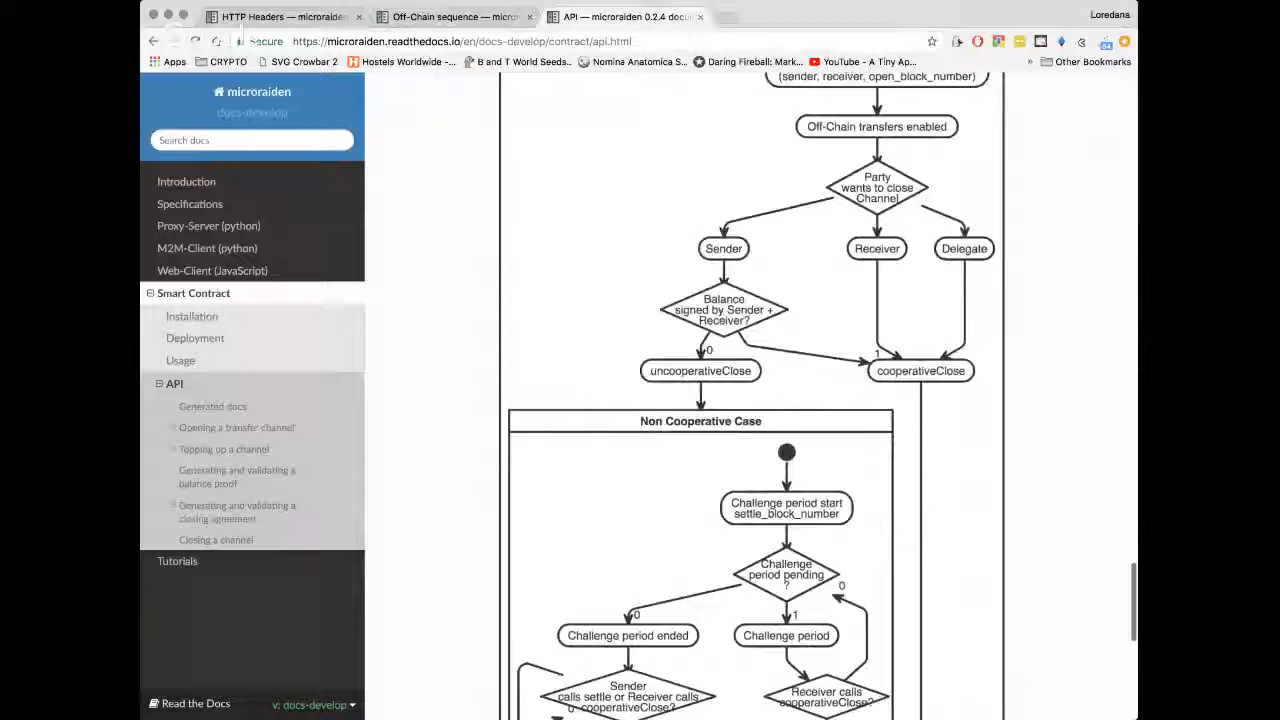 HTTP Headers — microraiden
Off-Chain sequence — micror
API — microraiden 0.2.4 docu
Loredana
Secure
https://microraiden.readthedocs.io/en/docs-develop/contract/api.html
Apps
CRYPTO
SVG Crowbar 2
Hostels Worldwide -...
B and T World Seeds..
Nomina Anatomica S...
Daring Fireball: Mark...
YouTube - A Tiny Ap...
»
Other Bookmarks
microraiden
docs-develop
Search docs
Introduction
Specifications
Proxy-Server (python)
M2M-Client (python)
Web-Client (JavaScript)
Smart Contract
Installation
Deployment
Usage
API
Generated docs
Opening a transfer channel
Topping up a channel
Generating and validating a
balance proof
Generating and validating a
closing agreement
Closing a channel
Tutorials
Read the Docs
v: docs-develop
(sender, receiver, open_block_number)
Off-Chain transfers enabled
Party
wants to close
Channel
Sender
Receiver
Delegate
Balance
signed by Sender +
Receiver?
0
1
uncooperativeClose
cooperativeClose
Non Cooperative Case
Challenge period start
settle_block_number
Challenge
period pending
?
0
0
1
Challenge period ended
Challenge period
Sender
calls settle or Receiver calls
cooperativeClose?
0
Receiver calls
cooperativeClose?